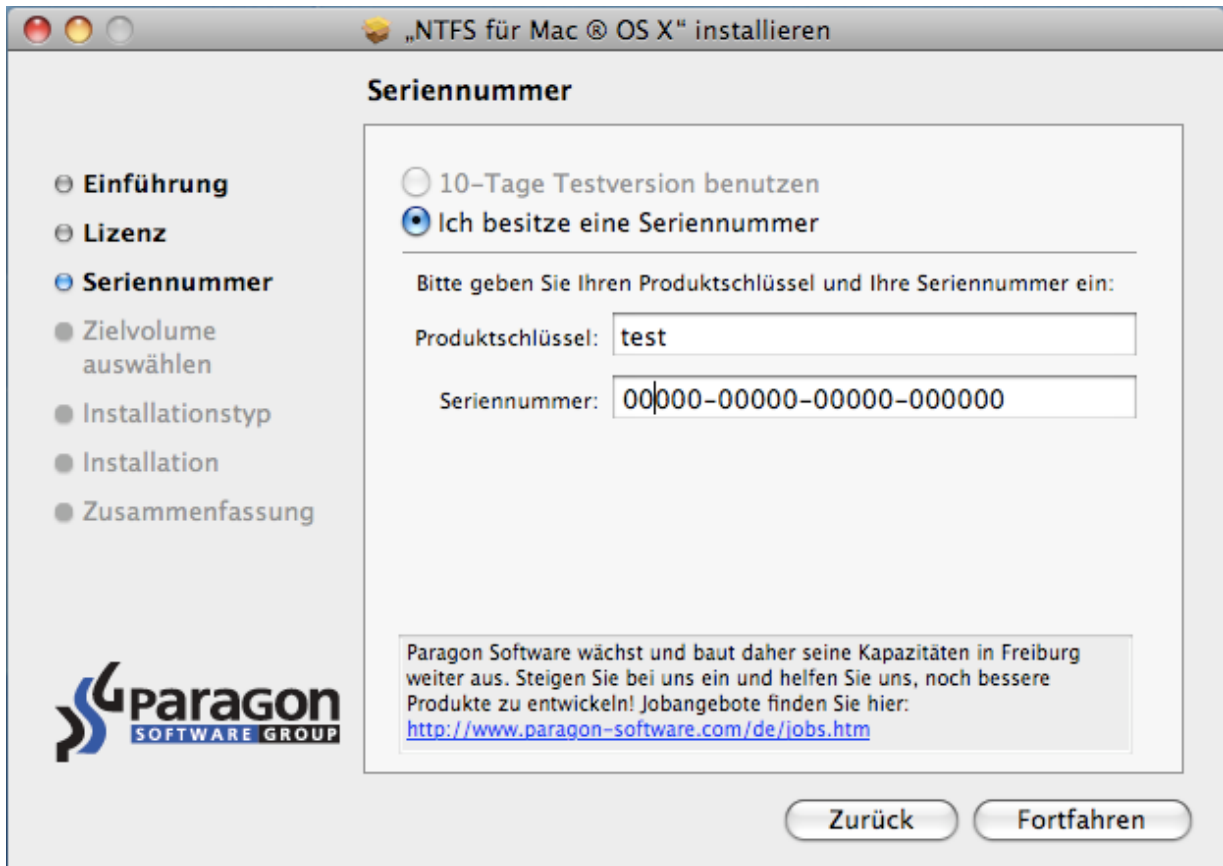 „NTFS für Mac ® OS X“ installieren
Seriennummer
Einführung
Lizenz
Seriennummer
Zielvolume
auswählen
Installationstyp
Installation
Zusammenfassung
10-Tage Testversion benutzen
Ich besitze eine Seriennummer
Bitte geben Sie Ihren Produktschlüssel und Ihre Seriennummer ein:
Produktschlüssel: test
Seriennummer: 00000-00000-00000-000000
Paragon Software wächst und baut daher seine Kapazitäten in Freiburg
weiter aus. Steigen Sie bei uns ein und helfen Sie uns, noch bessere
Produkte zu entwickeln! Jobangebote finden Sie hier:
http://www.paragon-software.com/de/jobs.htm
Paragon
SOFTWARE GROUP
Zurück
Fortfahren